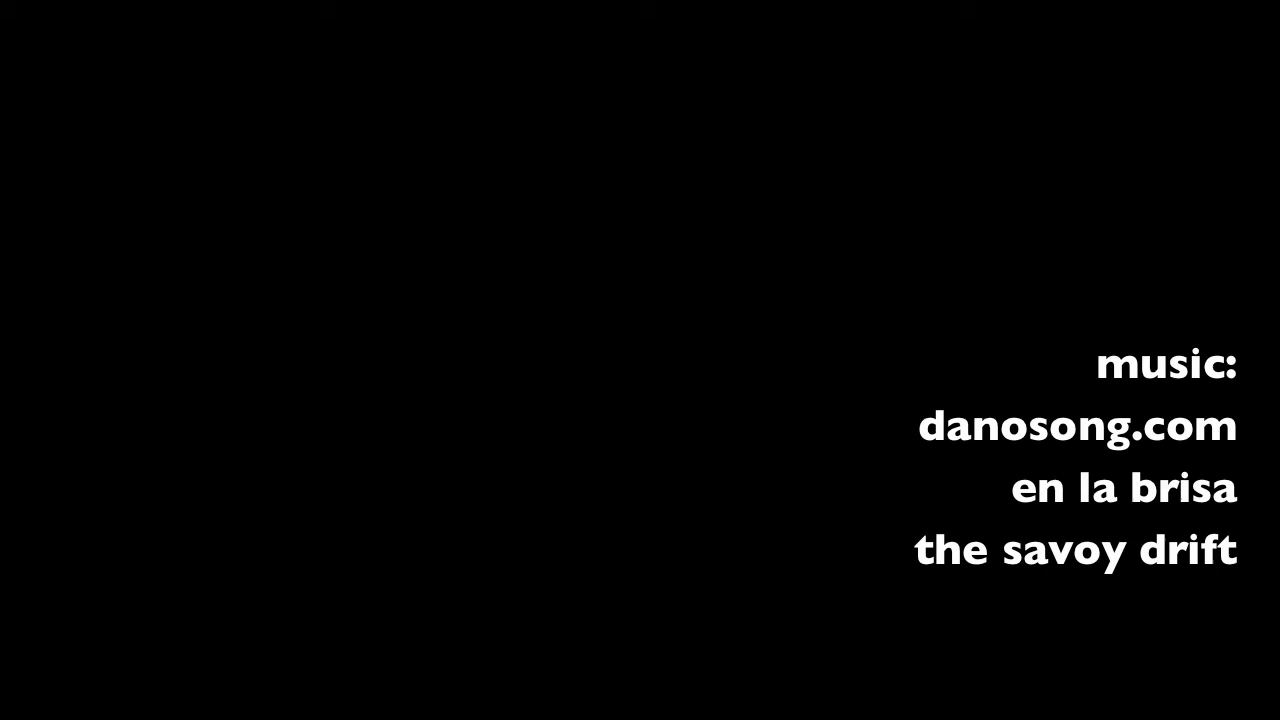 music:
danosong.com
en la brisa
the savoy drift